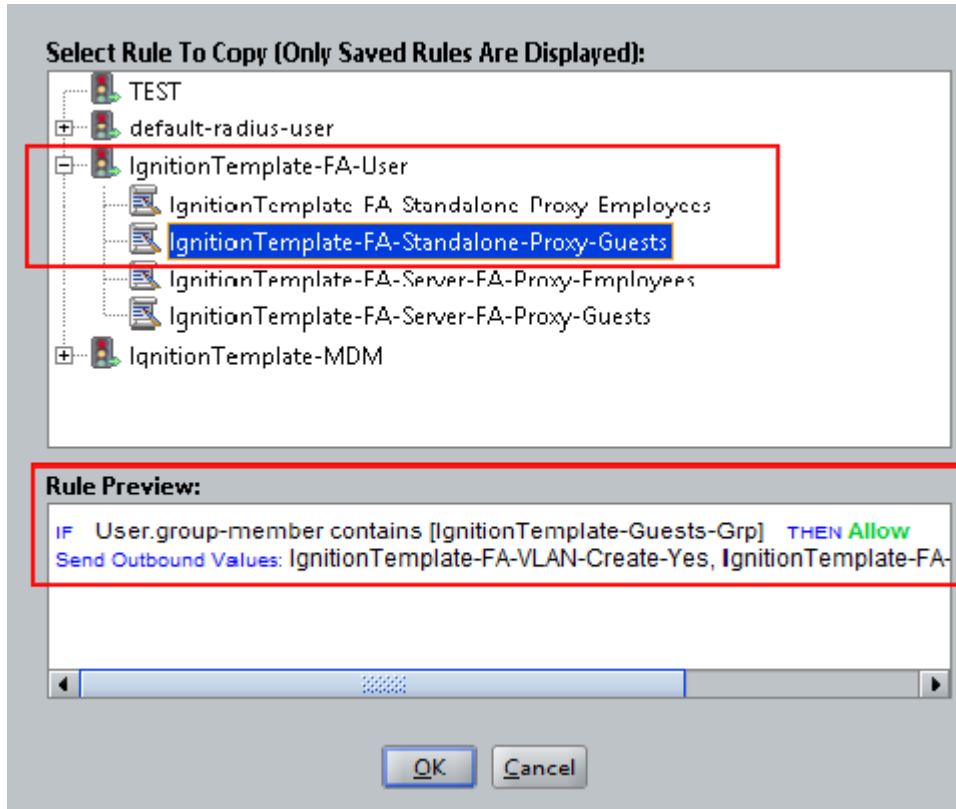 Select Rule To Copy (Only Saved Rules Are Displayed):
TEST
default-radius-user
IgnitionTemplate-FA-User
IgnitionTemplate-FA-Standalone-Proxy-Employees
IgnitionTemplate-FA-Standalone-Proxy-Guests
IgnitionTemplate-FA-Server-FA-Proxy-Employees
IgnitionTemplate-FA-Server-FA-Proxy-Guests
IgnitionTemplate-MDM
Rule Preview:
IF User.group-member contains [IgnitionTemplate-Guests-Grp] THEN Allow
Send Outbound Values: IgnitionTemplate-FA-VLAN-Create-Yes, IgnitionTemplate-FA-
OK Cancel